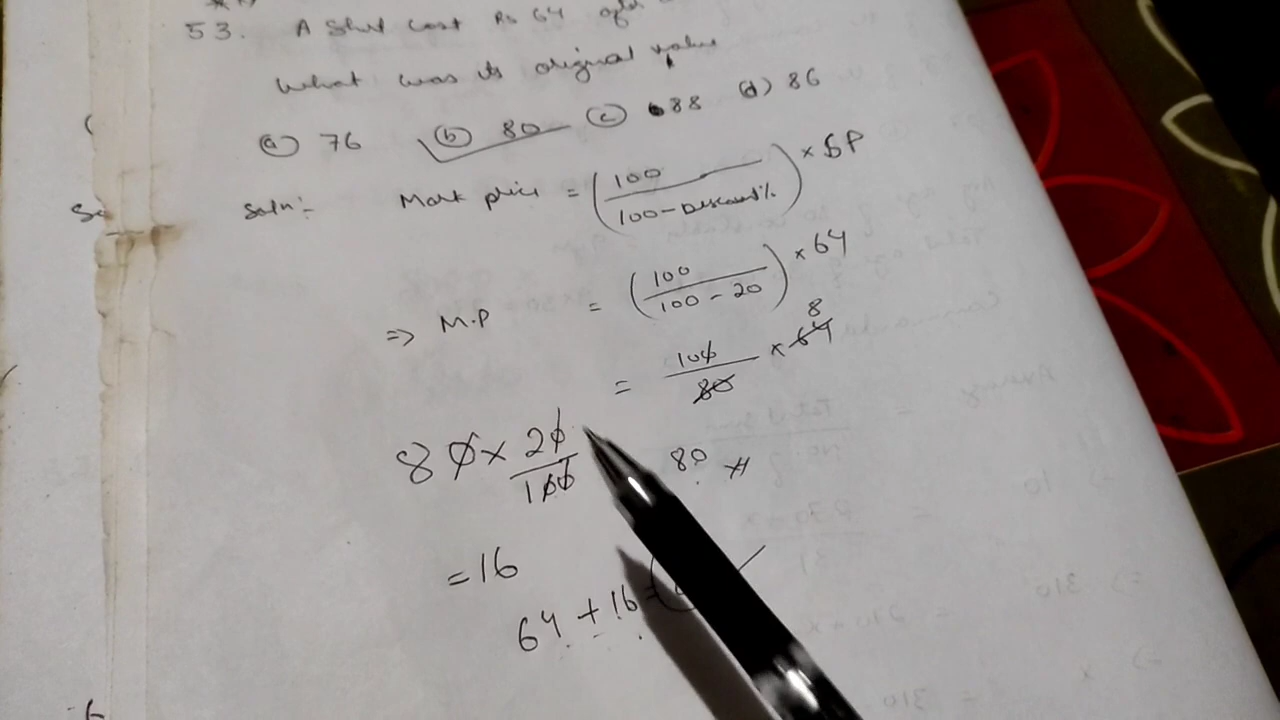 53. A Shirt Cost Rs 64 after
What was its original value
(a) 76 (b) 80 (c) 88 (d) 86
Soln:- Mark price = (100 / 100 - Discount%) × SP
=> M.P = (100 / 100 - 20) × 64
= 100 / 80 × 64 8
80 × 20 / 100
80
= 16
64 + 16 =